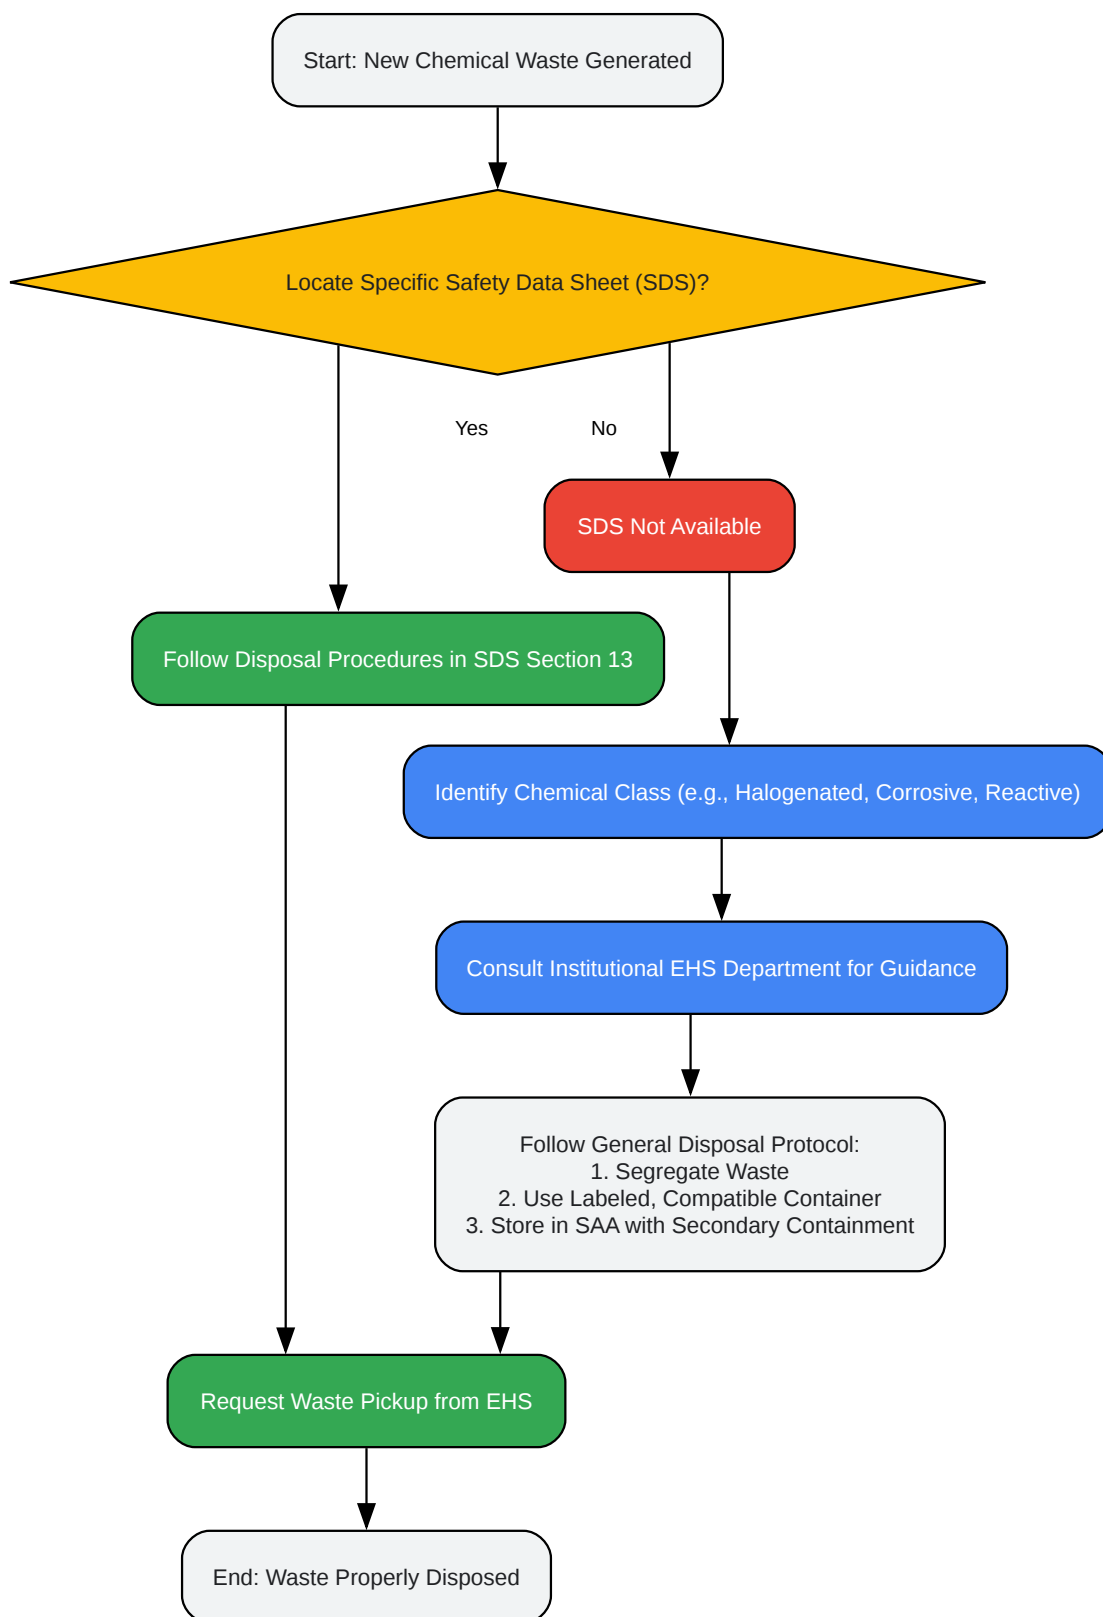 Start: New Chemical Waste Generated
Locate Specific Safety Data Sheet (SDS)?
Yes
No
SDS Not Available
Follow Disposal Procedures in SDS Section 13
Identify Chemical Class (e.g., Halogenated, Corrosive, Reactive)
Consult Institutional EHS Department for Guidance
Follow General Disposal Protocol:
1. Segregate Waste
2. Use Labeled, Compatible Container
3. Store in SAA with Secondary Containment
Request Waste Pickup from EHS
End: Waste Properly Disposed